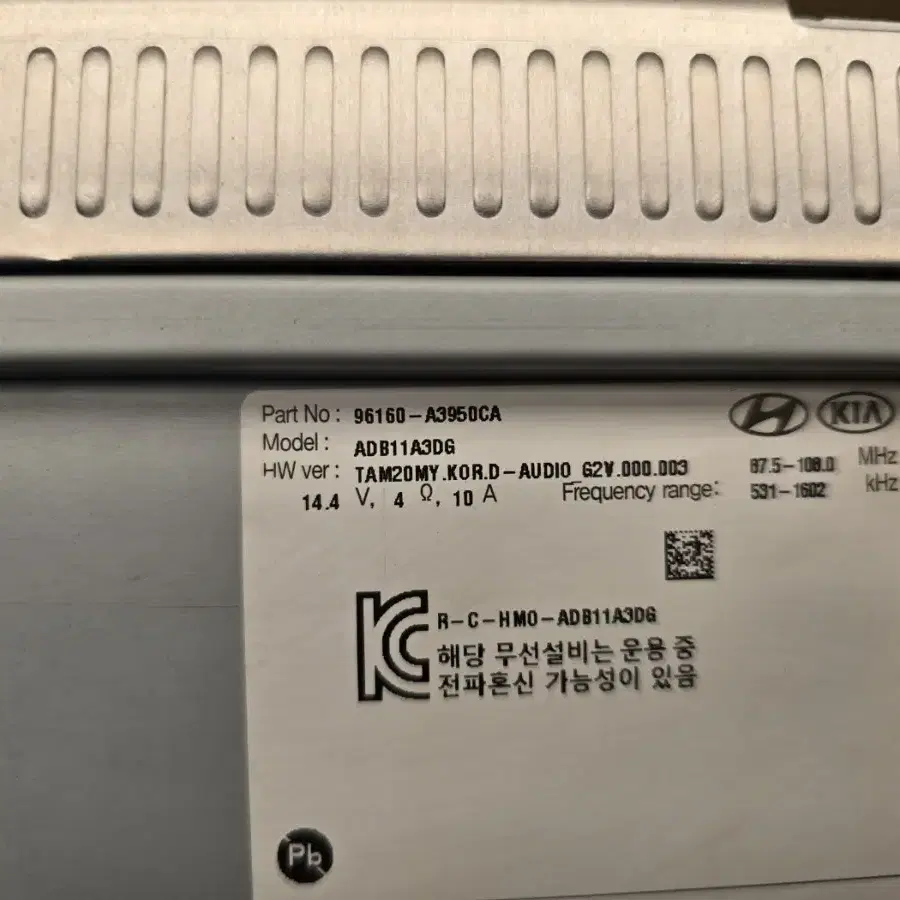 Part No : 96160-A3950CA
Model : ADB11A3DG
HW ver : TAM20MY.KOR.D-AUDIO G2V.000.003
14.4 V, 4 Ω, 10 A
KIA
Frequency range: 87.5-108.0 MHz
531-1602 kHz
R-C-HMO-ADB11A3DG
해당 무선설비는 운용 중
전파혼신 가능성이 있음
Pb